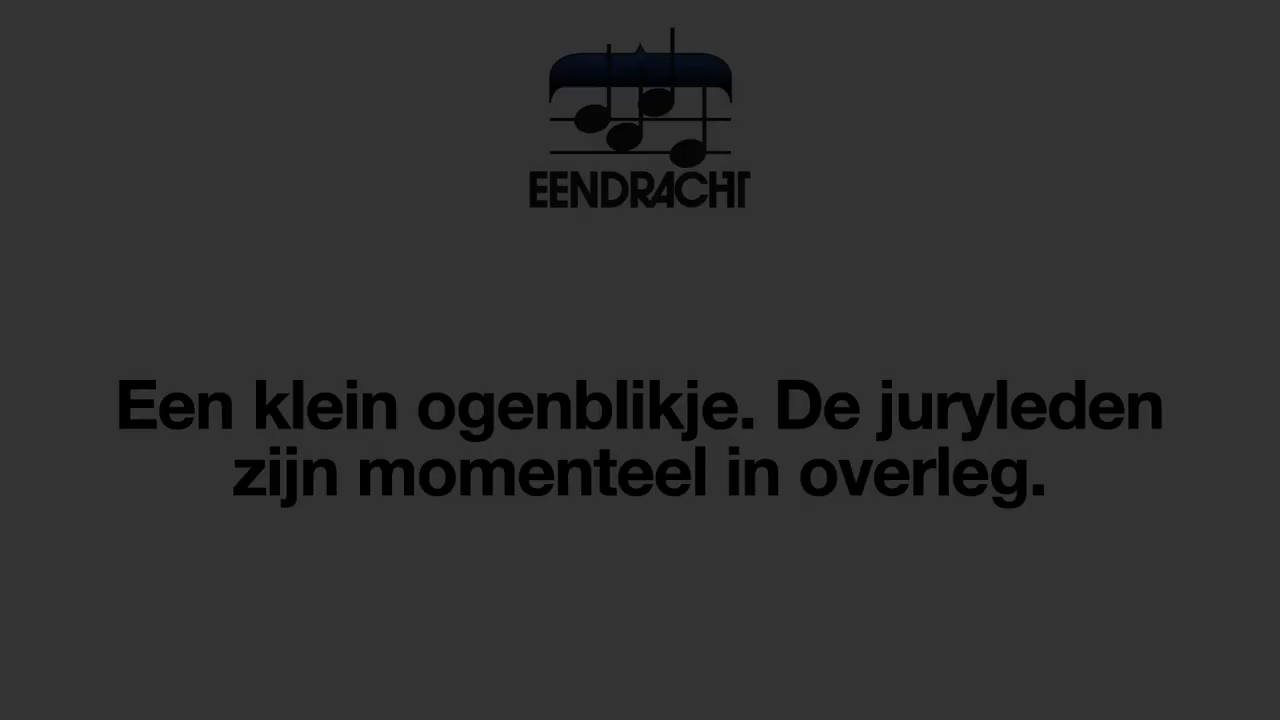 EENDRACHT
Een klein ogenblikje. De juryleden
zijn momenteel in overleg.